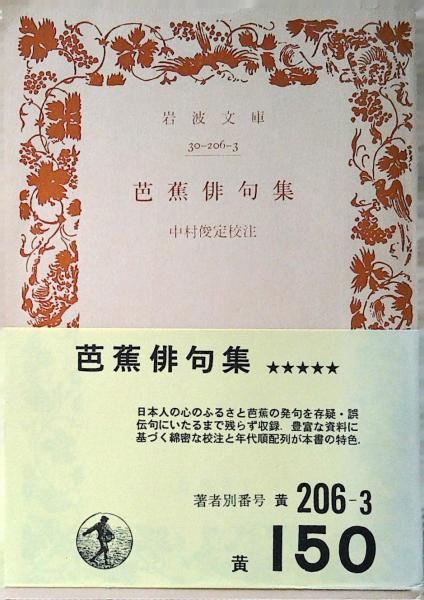 岩波文庫
30-206-3
芭蕉俳句集
中村俊定校注
芭蕉俳句集 ★★★★★
日本人の心のふるさと芭蕉の発句を存疑・誤
伝句にいたるまで残らず収録. 豊富な資料に
基づく綿密な校注と年代順配列が本書の特色.
著者別番号 黄 206-3
黄 150